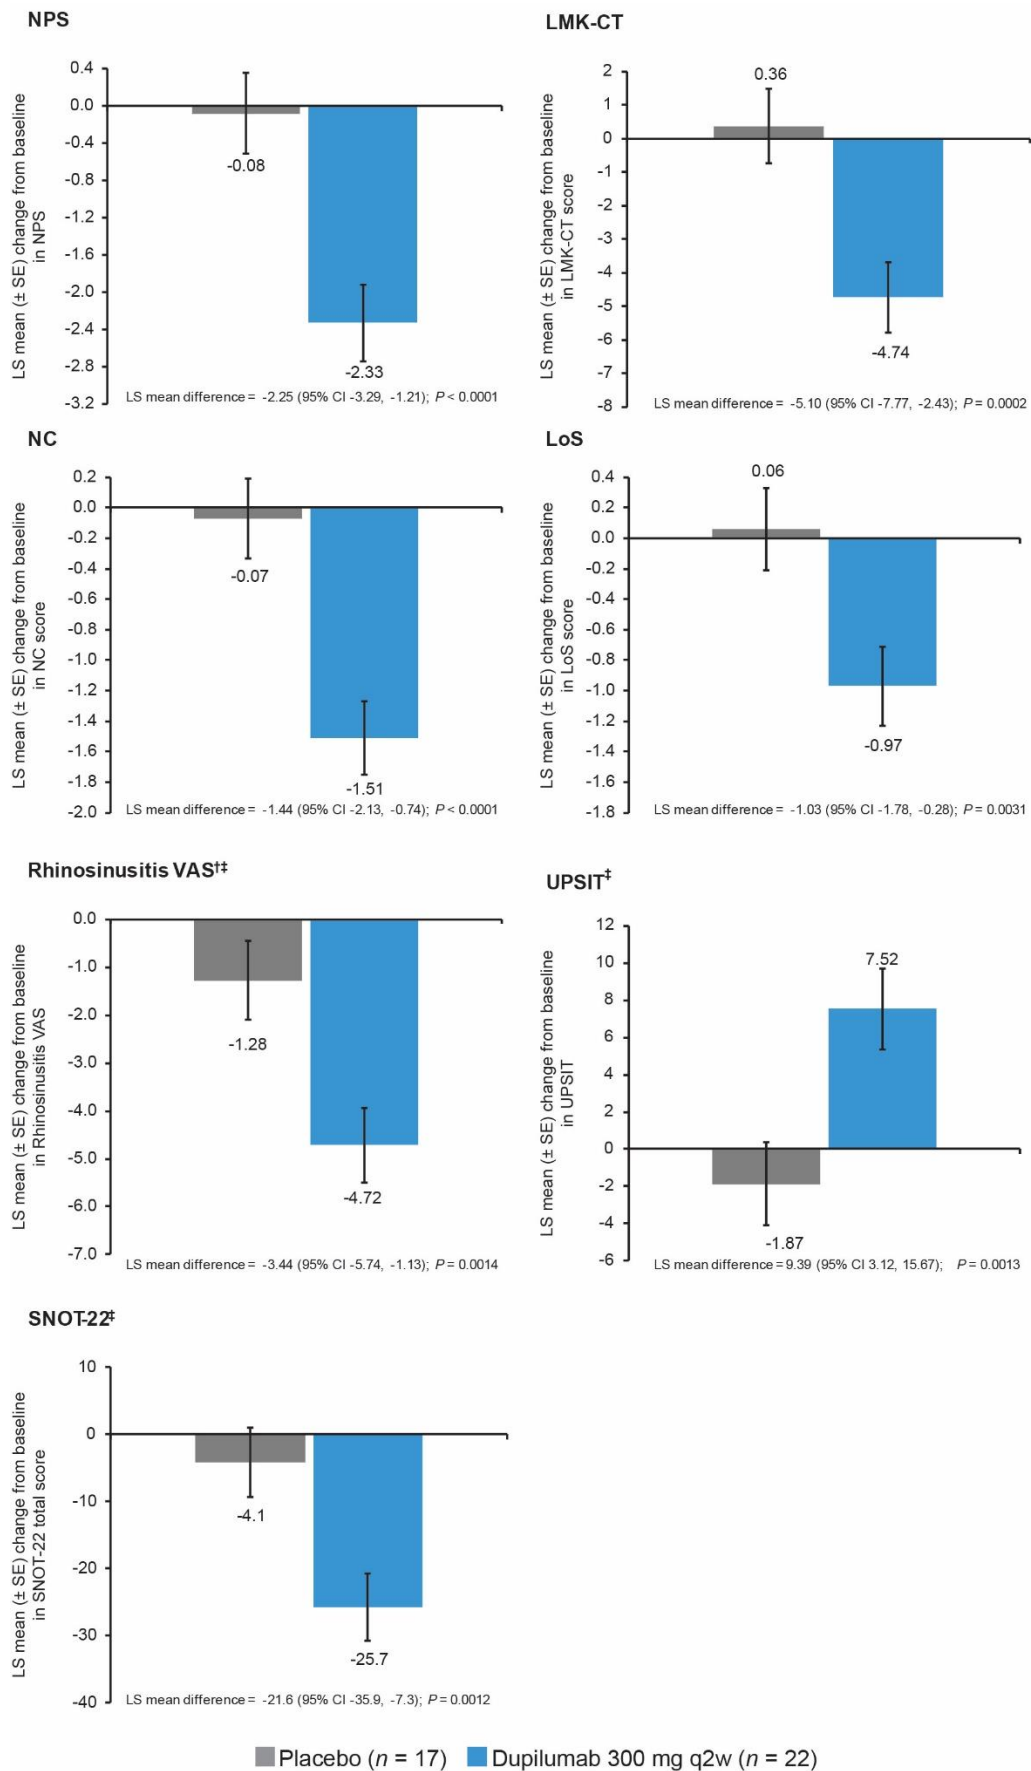 NPS
LS mean (± SE) change from baseline
in NPS
0.4
0.0
-0.4
-0.8
-1.2
-1.6
-2.0
-2.4
-2.8
-3.2
-0.08
-2.33
LS mean difference = -2.25 (95% CI -3.29, -1.21); P < 0.0001
LMK-CT
LS mean (± SE) change from baseline
in LMK-CT score
2
1
0
-1
-2
-3
-4
-5
-6
-7
-8
0.36
-4.74
LS mean difference = -5.10 (95% CI -7.77, -2.43); P = 0.0002
NC
LS mean (± SE) change from baseline
in NC score
0.2
0.0
-0.2
-0.4
-0.6
-0.8
-1.0
-1.2
-1.4
-1.6
-1.8
-2.0
-0.07
-1.51
LS mean difference = -1.44 (95% CI -2.13, -0.74); P < 0.0001
LoS
LS mean (± SE) change from baseline
in LoS score
0.4
0.2
0.0
-0.2
-0.4
-0.6
-0.8
-1.0
-1.2
-1.4
-1.6
-1.8
0.06
-0.97
LS mean difference = -1.03 (95% CI -1.78, -0.28); P = 0.0031
Rhinosinusitis VAS†‡
LS mean (± SE) change from baseline
in Rhinosinusitis VAS
0.0
-1.0
-2.0
-3.0
-4.0
-5.0
-6.0
-7.0
-1.28
-4.72
LS mean difference = -3.44 (95% CI -5.74, -1.13); P = 0.0014
UPSIT‡
LS mean (± SE) change from baseline
in UPSIT
12
10
8
6
4
2
0
-2
-4
-6
7.52
-1.87
LS mean difference = 9.39 (95% CI 3.12, 15.67); P = 0.0013
SNOT-22‡
LS mean (± SE) change from baseline
in SNOT-22 total score
10
0
-10
-20
-30
-40
-4.1
-25.7
LS mean difference = -21.6 (95% CI -35.9, -7.3); P = 0.0012
Placebo (n = 17) Dupilumab 300 mg q2w (n = 22)